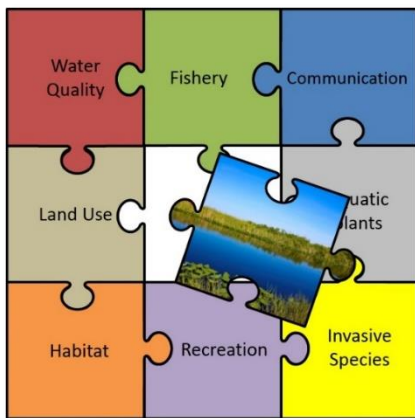 Water
Quality
Fishery
Communication
Land Use
uatic
lants
Habitat
Recreation
Invasive
Species